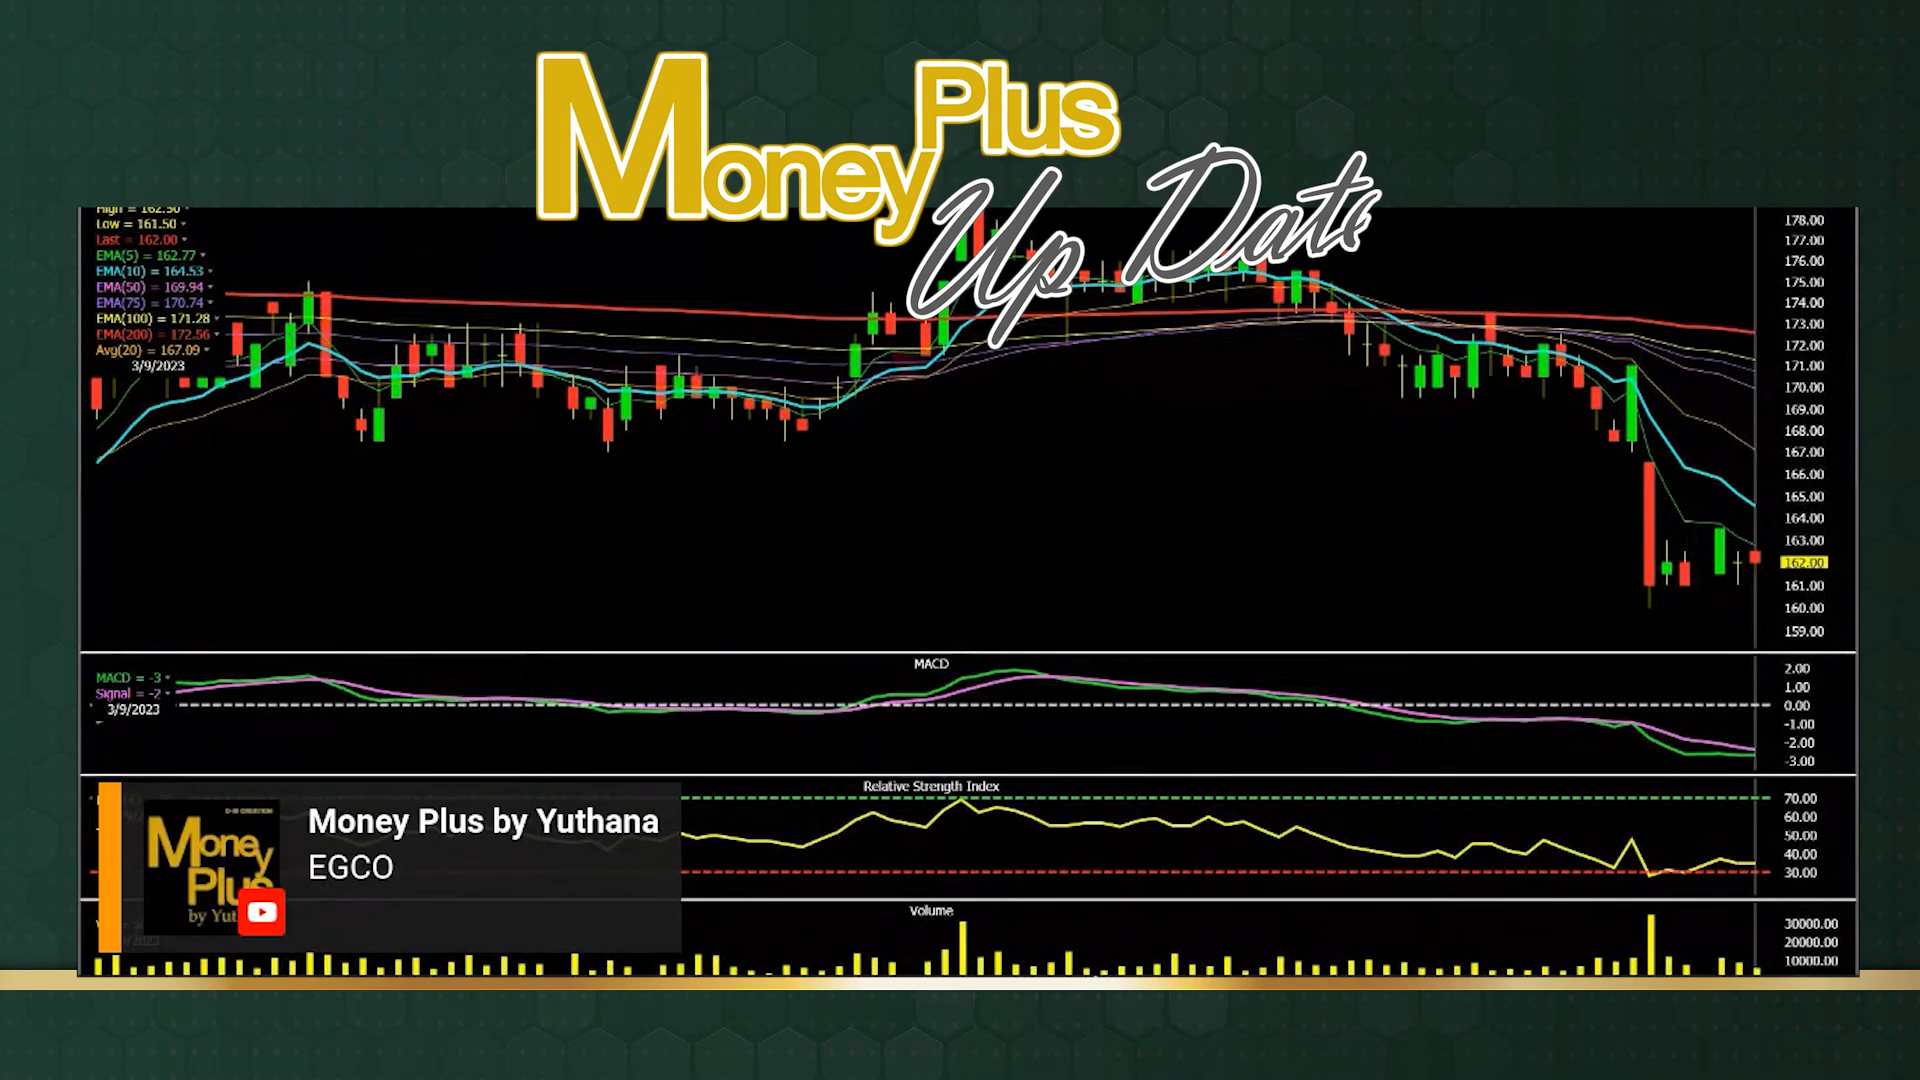 Money Plus
Up Date
High = 162.50
Low = 161.50
Last = 162.00
EMA(5) = 162.77
EMA(10) = 164.53
EMA(50) = 169.94
EMA(75) = 170.74
EMA(100) = 171.28
EMA(200) = 172.56
Avg(20) = 167.09
3/9/2023
178.00
177.00
176.00
175.00
174.00
173.00
172.00
171.00
170.00
169.00
168.00
167.00
166.00
165.00
164.00
163.00
162.00
161.00
160.00
159.00
MACD
MACD = -3
Signal = -2
3/9/2023
2.00
1.00
0.00
-1.00
-2.00
-3.00
Relative Strength Index
70.00
60.00
50.00
40.00
30.00
Money Plus
Money Plus by Yuthana
EGCO
Volume
30000.00
20000.00
10000.00